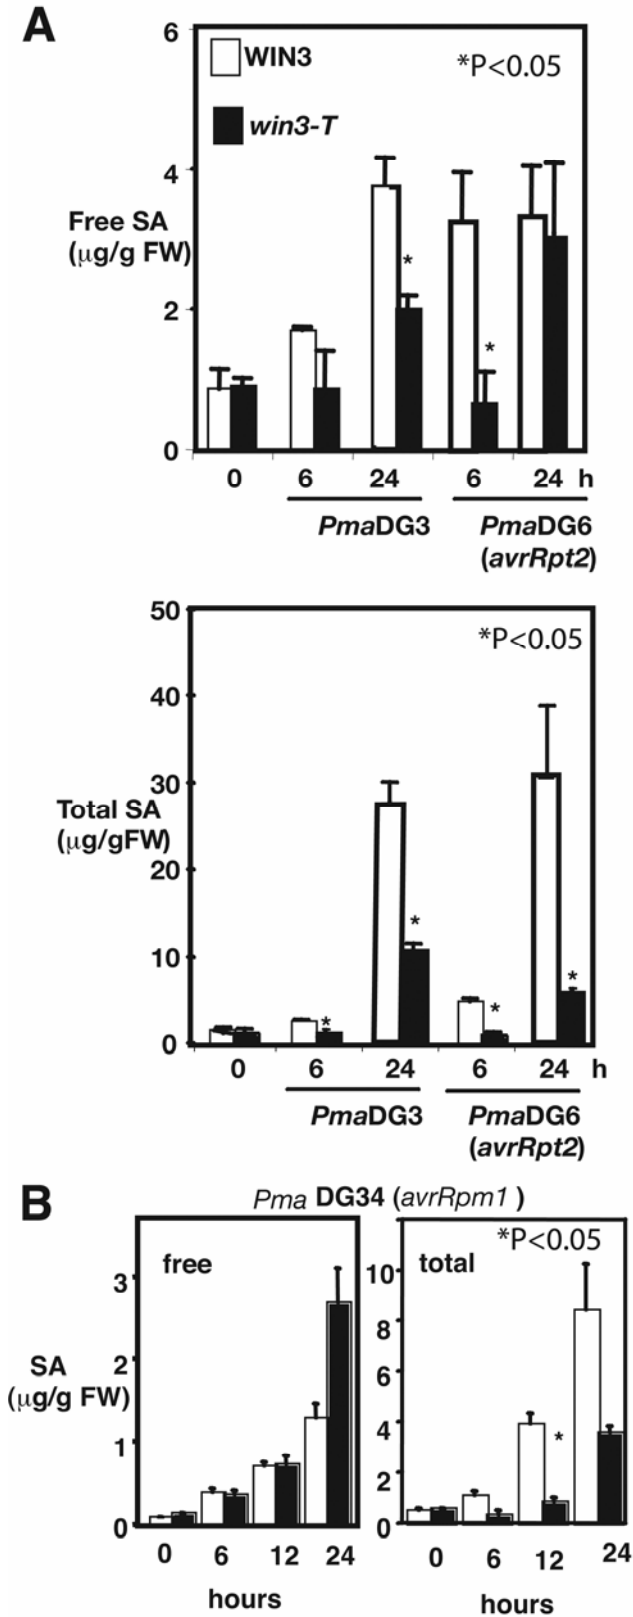 A
6
WIN3
*P<0.05
win3-T
4
Free SA
(μg/g FW)
*
2
*
0
0 6 24 6 24 h
PmaDG3 PmaDG6
(avrRpt2)
50
*P<0.05
40
30
Total SA
(μg/gFW)
20
*
10
*
* *
0
0 6 24 6 24 h
PmaDG3 PmaDG6
(avrRpt2)
B
Pma DG34 (avrRpm1 )
free
total
*P<0.05
3
10
8
2
SA
(μg/g FW)
6
1
4
*
2
0
0
0 6 12 24
0 6 12 24
hours
hours